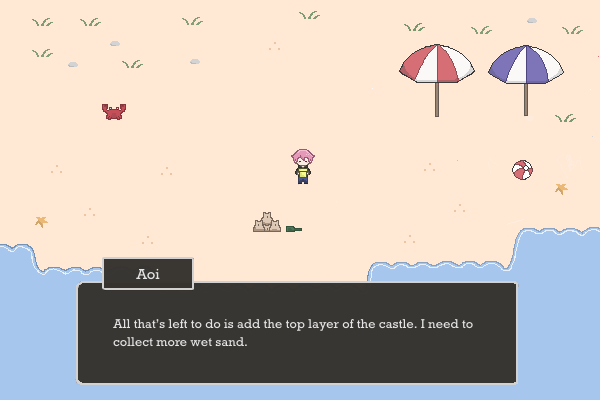 Aoi
All that's left to do is add the top layer of the castle. I need to
collect more wet sand.